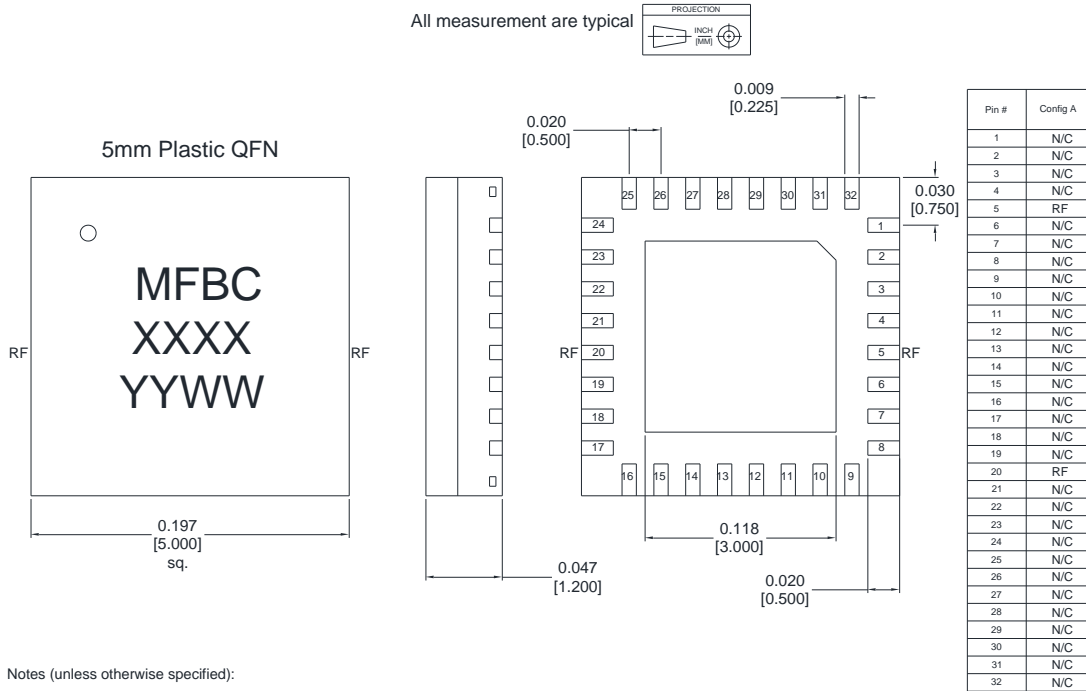 All measurement are typical
PROJECTION
INCH
[MM]
5mm Plastic QFN
MFBC
XXXX
YYWW
RF
RF
0.197
[5.000]
sq.
0.047
[1.200]
0.020
[0.500]
0.009
[0.225]
0.030
[0.750]
25 26 27 28 29 30 31 32
24 1
23 2
22 3
21 4
RF 20 5 RF
19 6
18 7
17 8
16 15 14 13 12 11 10 9
0.118
[3.000]
0.020
[0.500]
Pin # Config A
1 N/C
2 N/C
3 N/C
4 N/C
5 RF
6 N/C
7 N/C
8 N/C
9 N/C
10 N/C
11 N/C
12 N/C
13 N/C
14 N/C
15 N/C
16 N/C
17 N/C
18 N/C
19 N/C
20 RF
21 N/C
22 N/C
23 N/C
24 N/C
25 N/C
26 N/C
27 N/C
28 N/C
29 N/C
30 N/C
31 N/C
32 N/C
Notes (unless otherwise specified):